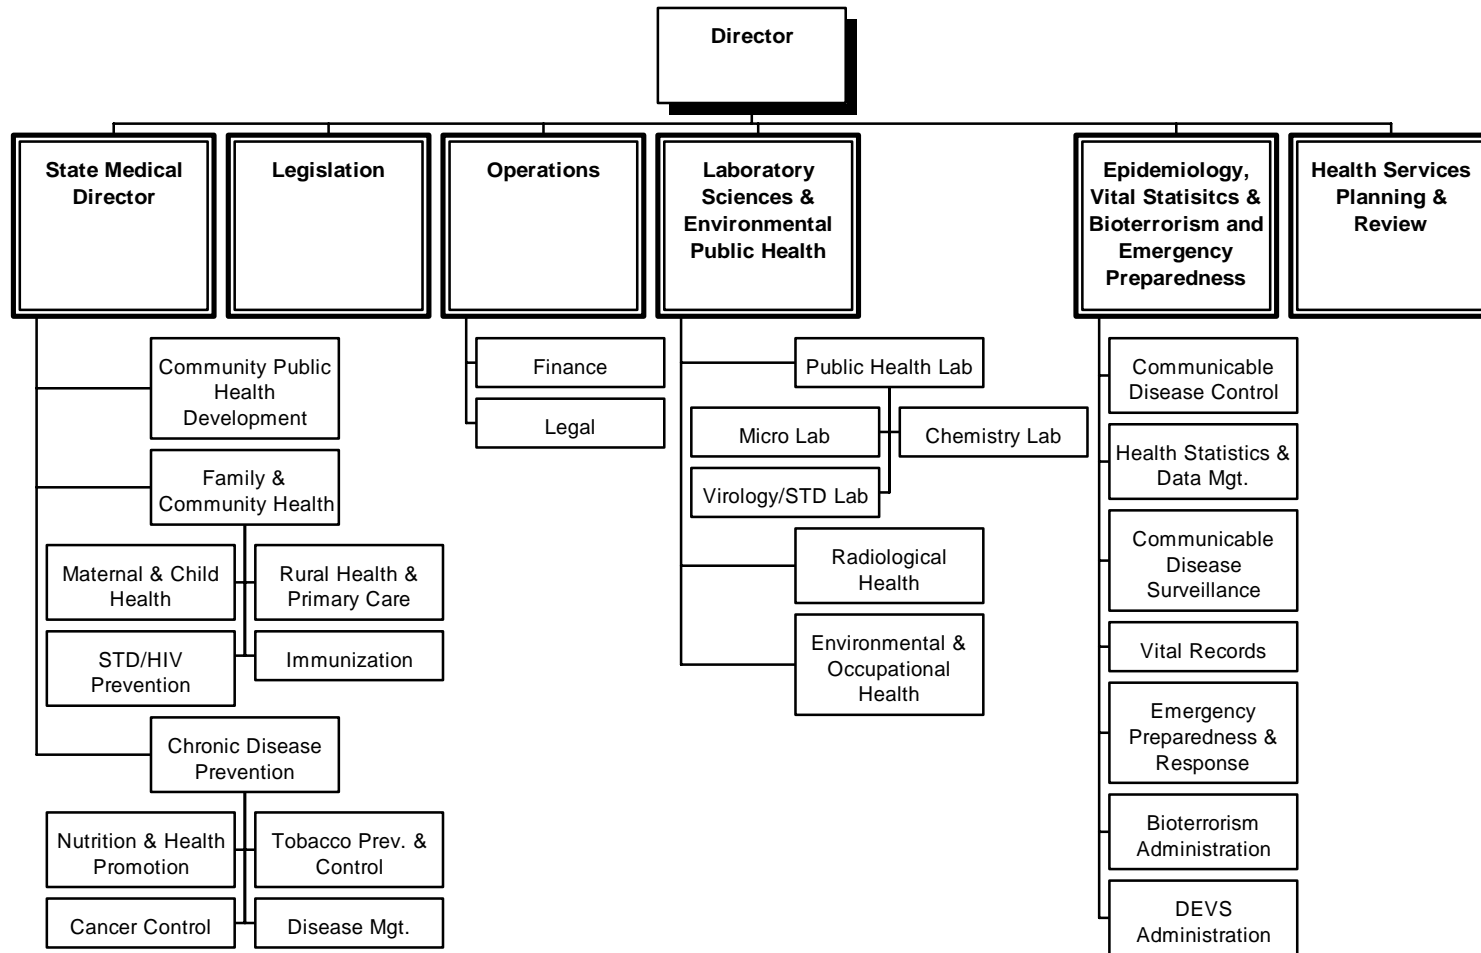 Director
State Medical
Director
Legislation
Operations
Laboratory
Sciences &
Environmental
Public Health
Epidemiology,
Vital Statisitcs &
Bioterrorism and
Emergency
Preparedness
Health Services
Planning &
Review
Community Public
Health
Development
Family &
Community Health
Maternal & Child
Health
Rural Health &
Primary Care
STD/HIV
Prevention
Immunization
Chronic Disease
Prevention
Nutrition & Health
Promotion
Tobacco Prev. &
Control
Cancer Control
Disease Mgt.
Finance
Legal
Public Health Lab
Micro Lab
Chemistry Lab
Virology/STD Lab
Radiological
Health
Environmental &
Occupational
Health
Communicable
Disease Control
Health Statistics &
Data Mgt.
Communicable
Disease
Surveillance
Vital Records
Emergency
Preparedness &
Response
Bioterrorism
Administration
DEVS
Administration